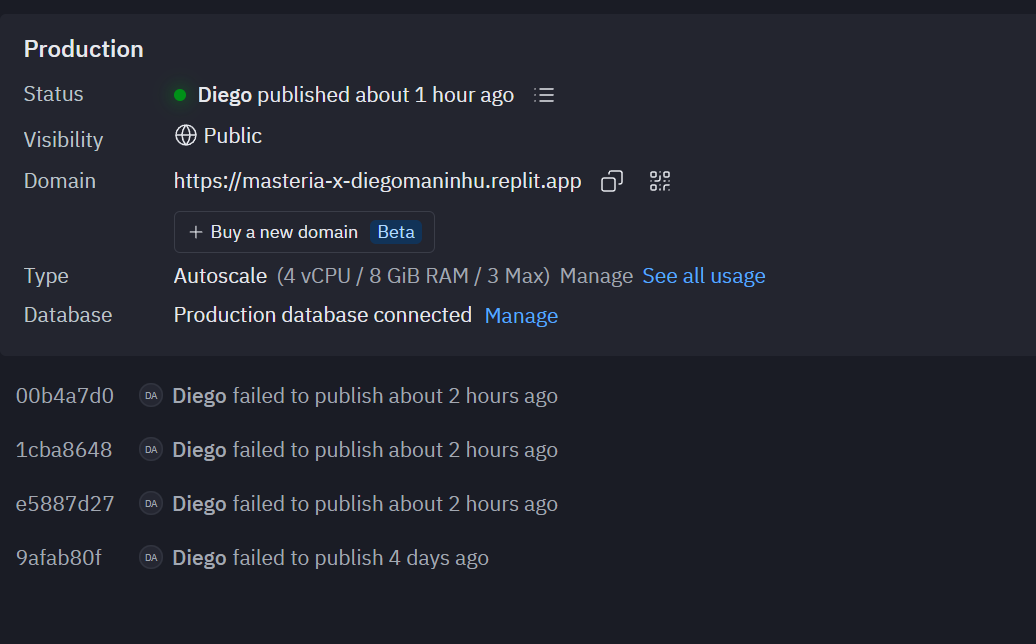 Production
Status Diego published about 1 hour ago
Visibility Public
Domain https://masteria-x-diegomaninhu.replit.app
+ Buy a new domain Beta
Type Autoscale (4 vCPU / 8 GiB RAM / 3 Max) Manage See all usage
Database Production database connected Manage
00b4a7d0 DA Diego failed to publish about 2 hours ago
1cba8648 DA Diego failed to publish about 2 hours ago
e5887d27 DA Diego failed to publish about 2 hours ago
9afab80f DA Diego failed to publish 4 days ago